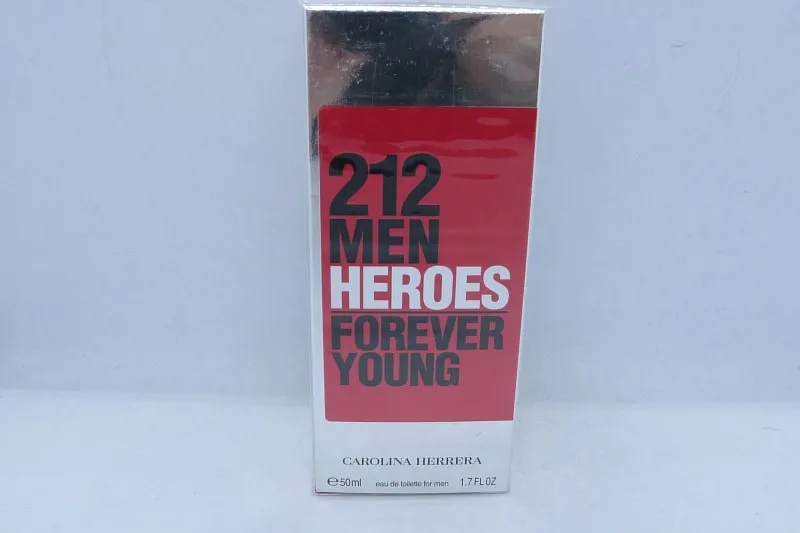 212
MEN
HEROES
FOREVER
YOUNG
CAROLINA HERRERA
℮50ml eau de toilette for men 1.7 FL OZ